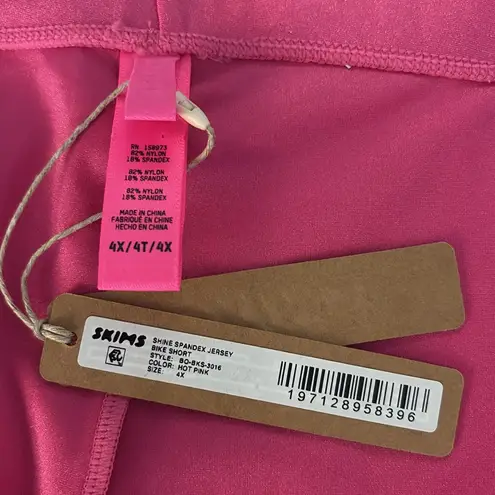 RN 158973
82% NYLON
18% SPANDEX
82% NYLON
18% SPANDEX
82% NYLON
18% SPANDEX
MADE IN CHINA
FABRIQUÉ EN CHINE
HECHO EN CHINA
4X/4T/4X
SKIMS
SHINE SPANDEX JERSEY
BIKE SHORT
STYLE: BO-BKS-3016
COLOR: HOT PINK
SIZE: 4X
197128958396